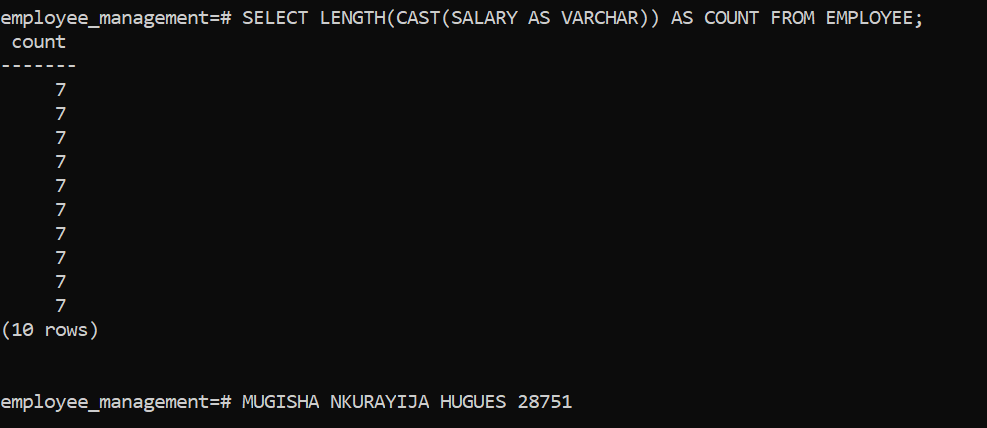 employee_management=# SELECT LENGTH(CAST(SALARY AS VARCHAR)) AS COUNT FROM EMPLOYEE;
count
-------
7
7
7
7
7
7
7
7
7
7
(10 rows)
employee_management=# MUGISHA NKURAYIJA HUGUES 28751